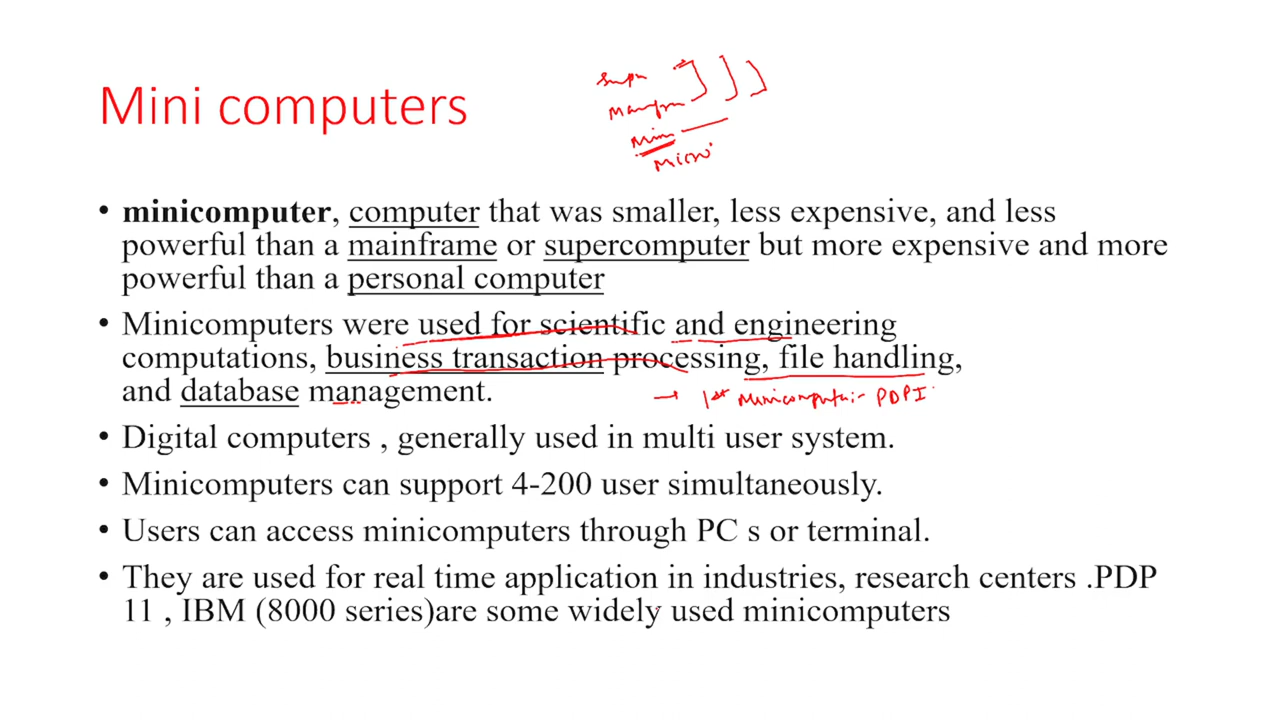 Mini computers
Supr
Mainfrm
Mini
Micro
• minicomputer, computer that was smaller, less expensive, and less
powerful than a mainframe or supercomputer but more expensive and more
powerful than a personal computer
• Minicomputers were used for scientific and engineering
computations, business transaction processing, file handling,
and database management.
→ 1st Minicomputer:- PDPI
• Digital computers , generally used in multi user system.
• Minicomputers can support 4-200 user simultaneously.
• Users can access minicomputers through PC s or terminal.
• They are used for real time application in industries, research centers .PDP
11 , IBM (8000 series)are some widely used minicomputers